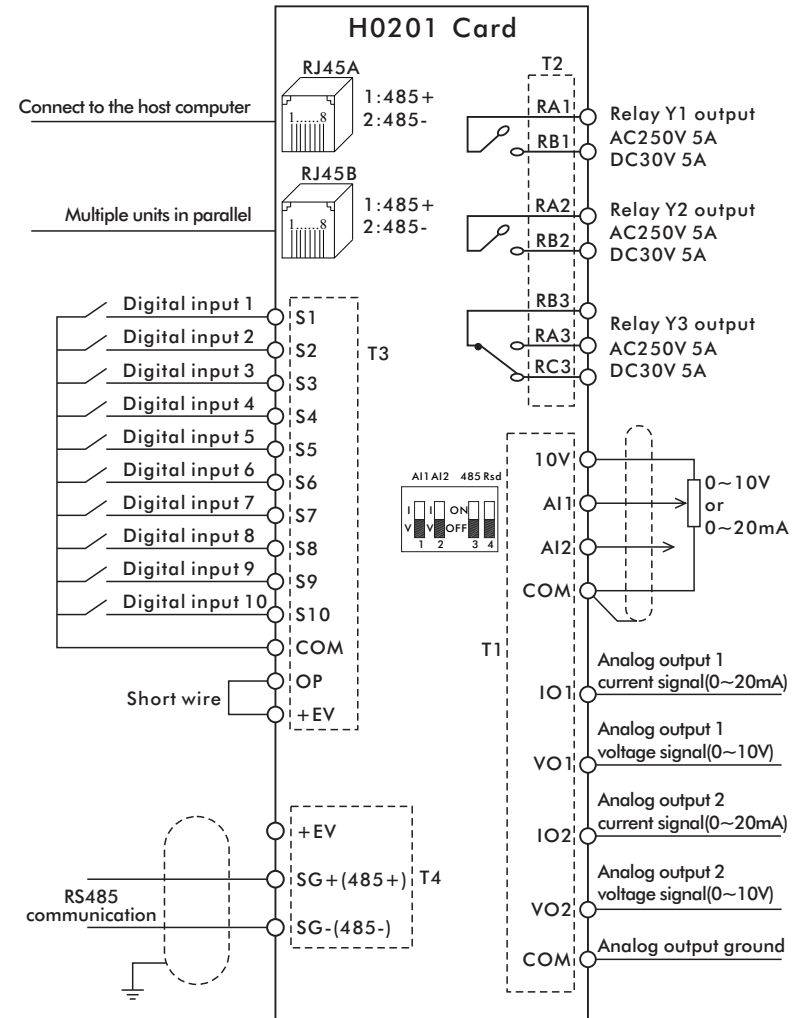 H0201 Card
RJ45A
Connect to the host computer
1......8
1:485+
2:485-
RJ45B
Multiple units in parallel
1......8
1:485+
2:485-
T2
RA1
RB1
Relay Y1 output
AC250V 5A
DC30V 5A
RA2
RB2
Relay Y2 output
AC250V 5A
DC30V 5A
RB3
RA3
RC3
Relay Y3 output
AC250V 5A
DC30V 5A
Digital input 1
S1
Digital input 2
S2
Digital input 3
S3
Digital input 4
S4
Digital input 5
S5
Digital input 6
S6
Digital input 7
S7
Digital input 8
S8
Digital input 9
S9
Digital input 10
S10
COM
OP
+EV
T3
Short wire
AI1 AI2 485 Rsd
I I ON
V V OFF
1 2 3 4
10V
AI1
AI2
COM
0~10V
or
0~20mA
T1
Analog output 1
current signal(0~20mA)
IO1
Analog output 1
voltage signal(0~10V)
VO1
Analog output 2
current signal(0~20mA)
IO2
Analog output 2
voltage signal(0~10V)
VO2
Analog output ground
COM
+EV
SG+(485+)
SG-(485-)
T4
RS485
communication